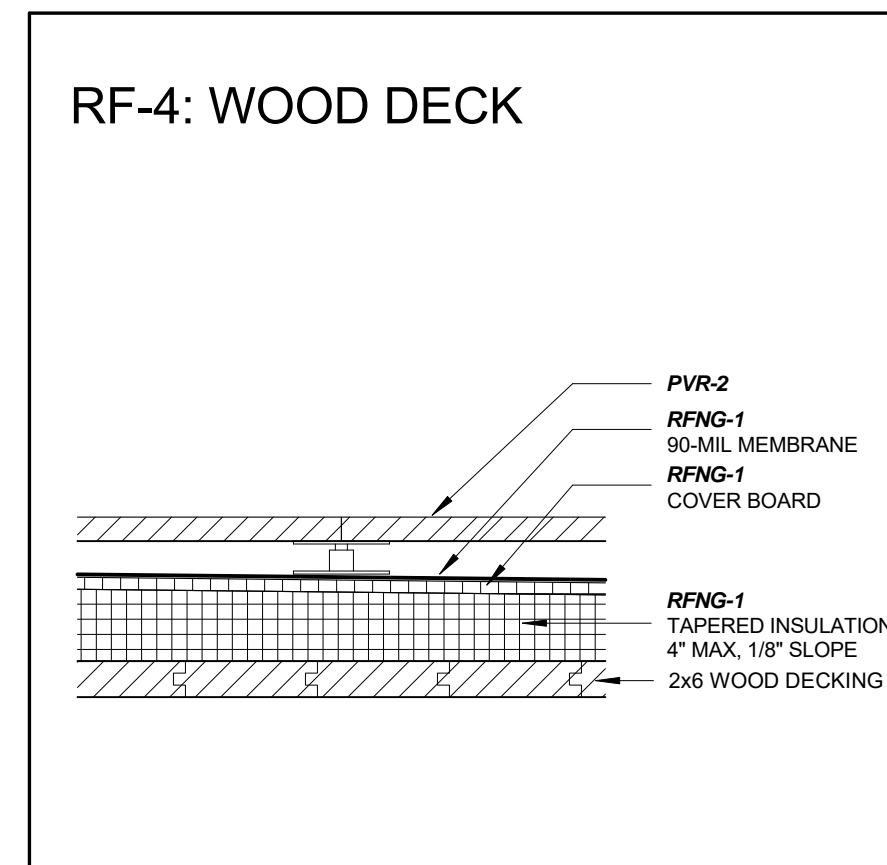 RF-4: WOOD DECK
PVR-2
RFNG-1
90-MIL MEMBRANE
RFNG-1
COVER BOARD
RFNG-1
TAPERED INSULATION
4" MAX, 1/8" SLOPE
2x6 WOOD DECKING